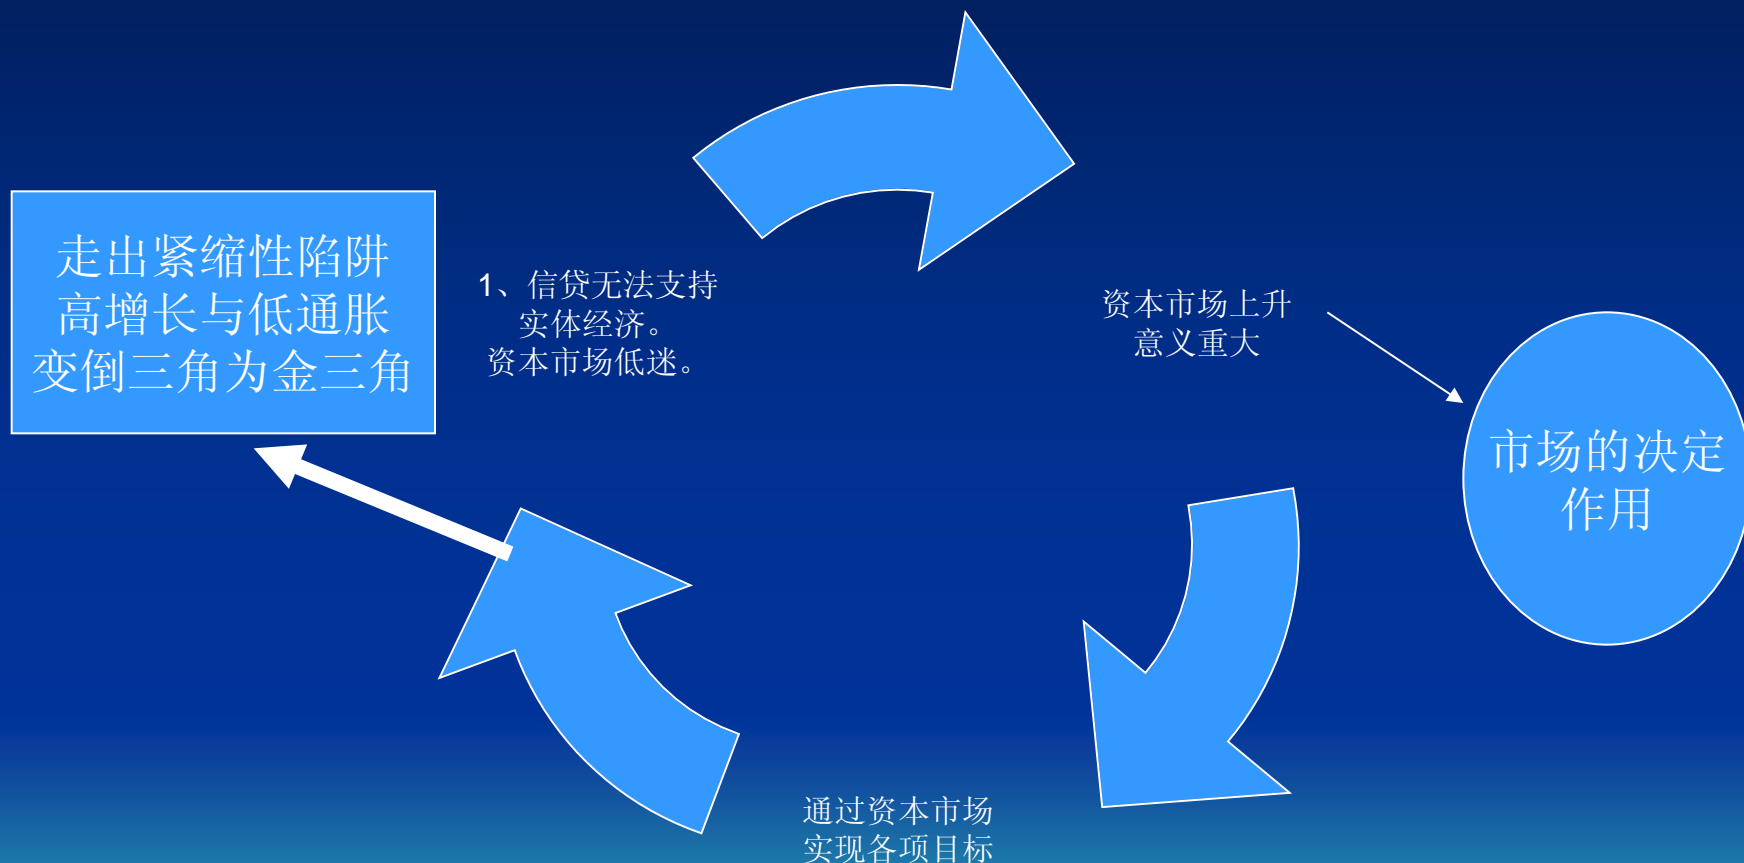 走出紧缩性陷阱
高增长与低通胀
变倒三角为金三角
1、信贷无法支持
实体经济。
资本市场低迷。
资本市场上升
意义重大
市场的决定
作用
通过资本市场
实现各项目标